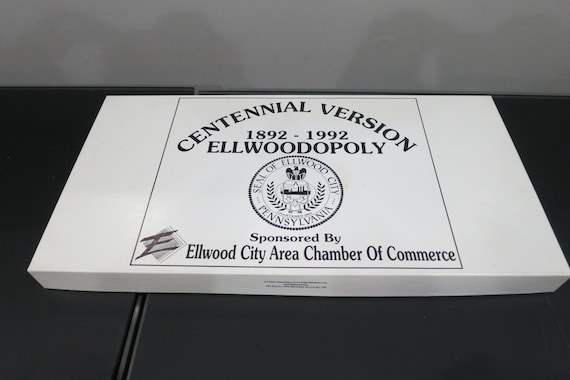 CENTENNIAL VERSION
1892 - 1992
ELLWOODOPOLY
SEAL OF ELLWOOD CITY
PENNSYLVANIA
Sponsored By
Ellwood City Area Chamber Of Commerce